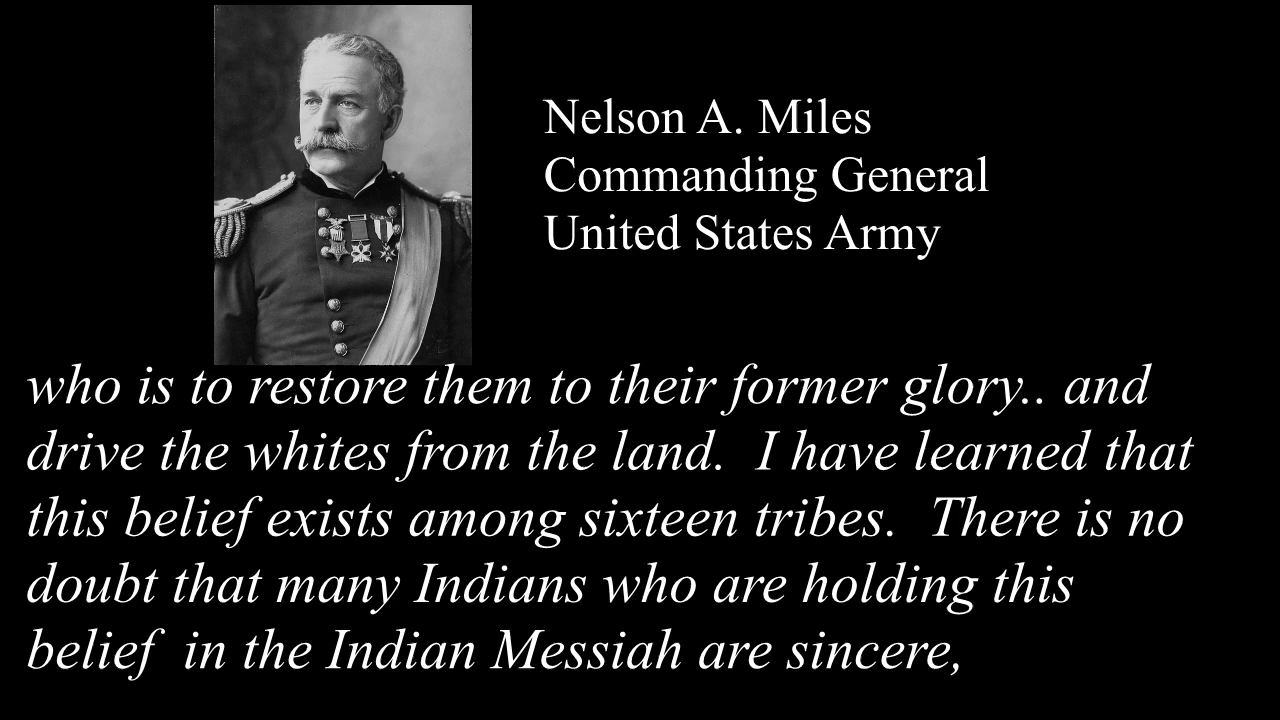 Nelson A. Miles
Commanding General
United States Army
who is to restore them to their former glory.. and
drive the whites from the land.  I have learned that
this belief exists among sixteen tribes.  There is no
doubt that many Indians who are holding this
belief  in the Indian Messiah are sincere,